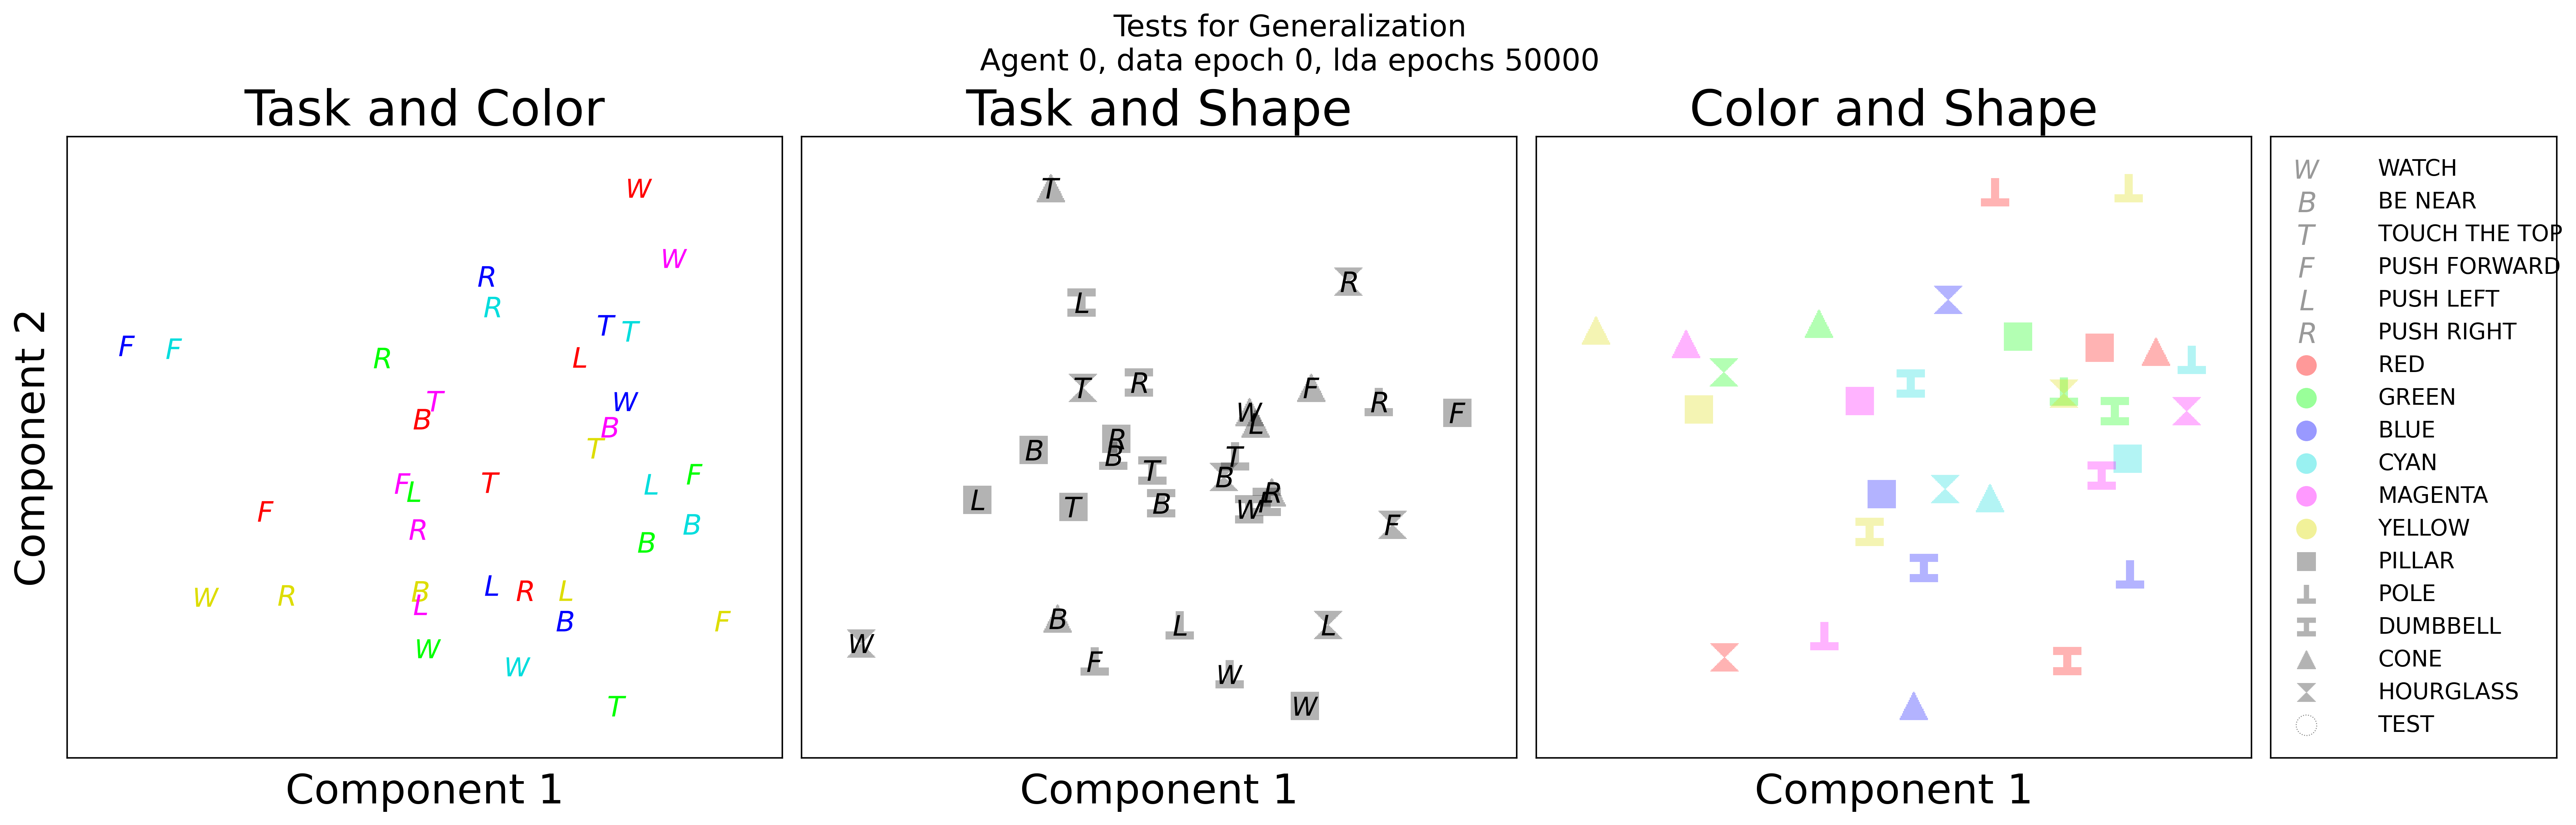 Tests for Generalization
Agent 0, data epoch 0, lda epochs 50000
Task and Color
Task and Shape
Color and Shape
Component 2
W
W
R
R
T
T
F
F
R
L
T
W
B
B
T
F
T
L
F
L
F
R
B
B
W
R
B
L
L
R
L
B
F
W
W
T
Component 1
T
R
L
T
R
F
R
W
F
L
R
B
B
T
T
B
L
T
B
W
F
R
F
W
B
L
L
F
W
W
Component 1
Component 1
W WATCH
B BE NEAR
T TOUCH THE TOP
F PUSH FORWARD
L PUSH LEFT
R PUSH RIGHT
RED
GREEN
BLUE
CYAN
MAGENTA
YELLOW
PILLAR
POLE
DUMBBELL
CONE
HOURGLASS
TEST